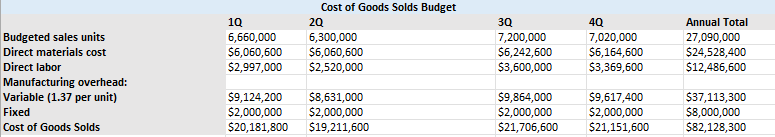 Cost of Goods Solds Budget
1Q 2Q 3Q 4Q Annual Total
Budgeted sales units 6,660,000 6,300,000 7,200,000 7,020,000 27,090,000
Direct materials cost $6,060,600 $6,060,600 $6,242,600 $6,164,600 $24,528,400
Direct labor $2,997,000 $2,520,000 $3,600,000 $3,369,600 $12,486,600
Manufacturing overhead:
Variable (1.37 per unit) $9,124,200 $8,631,000 $9,864,000 $9,617,400 $37,113,300
Fixed $2,000,000 $2,000,000 $2,000,000 $2,000,000 $8,000,000
Cost of Goods Solds $20,181,800 $19,211,600 $21,706,600 $21,151,600 $82,128,300